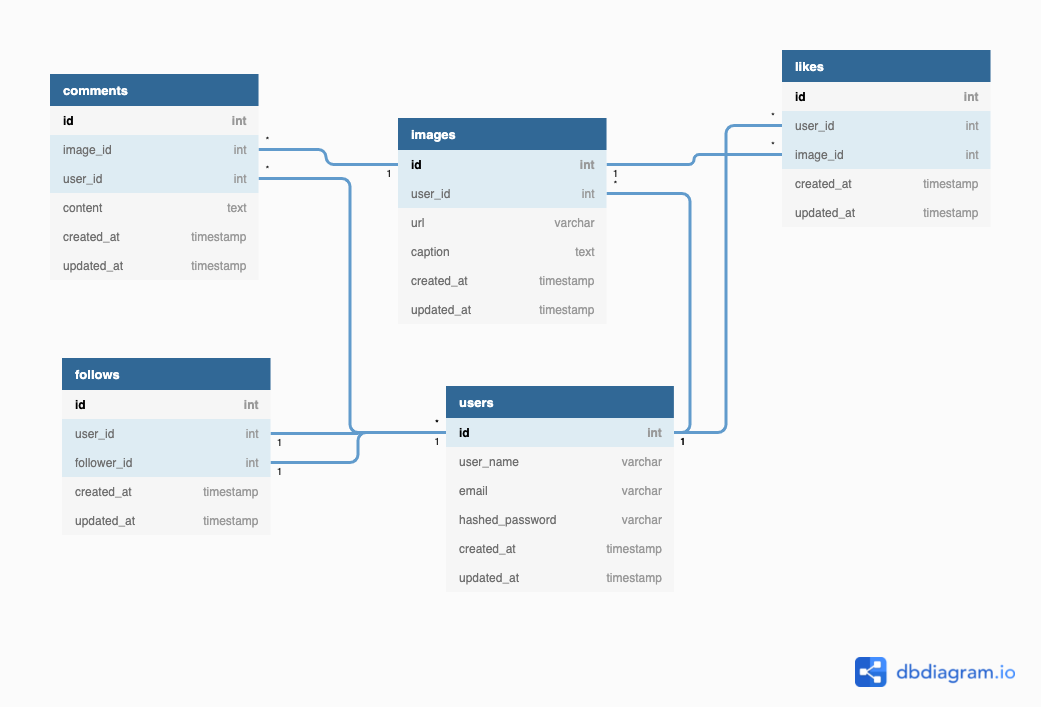 comments
id int
image_id int
user_id int
content text
created_at timestamp
updated_at timestamp
* 
*
1
images
id int
user_id int
url varchar
caption text
created_at timestamp
updated_at timestamp
1
*
likes
id int
user_id int
image_id int
created_at timestamp
updated_at timestamp
*
*
follows
id int
user_id int
follower_id int
created_at timestamp
updated_at timestamp
1
1
*
1
users
id int
user_name varchar
email varchar
hashed_password varchar
created_at timestamp
updated_at timestamp
1
dbdiagram.io